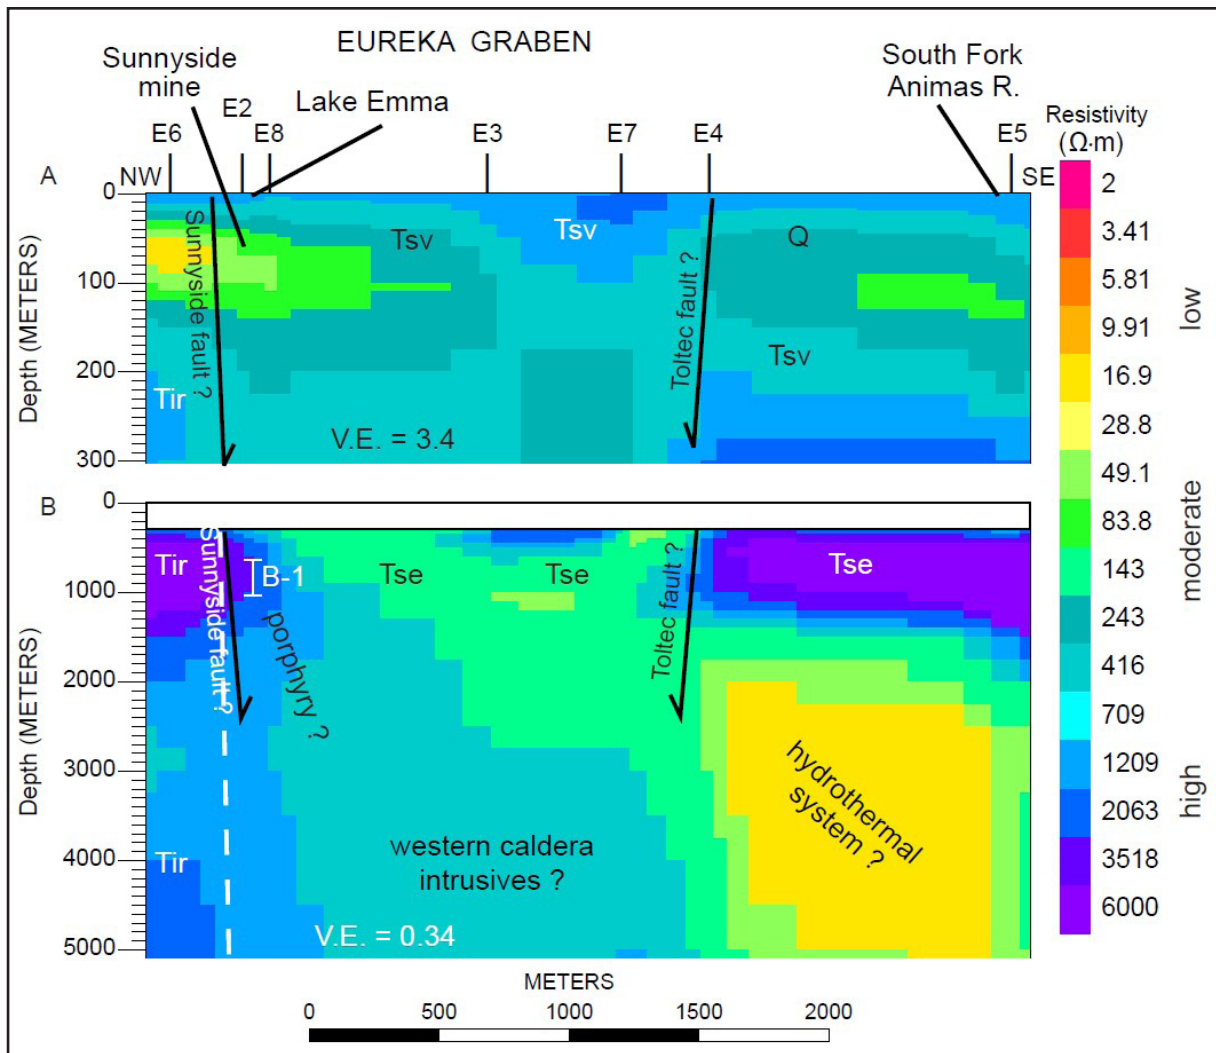 EUREKA GRABEN
Sunnyside
mine
Lake Emma
South Fork
Animas R.
E6
E2
E8
E3
E7
E4
E5
A
NW
SE
Depth (METERS)
0
100
200
300
Sunnyside fault ?
Tsv
Tsv
Toltec fault ?
Q
Tsv
Tir
V.E. = 3.4
B
Depth (METERS)
0
1000
2000
3000
4000
5000
Tir
Sunnyside fault?
B-1
porphyry ?
Tse
Tse
Toltec fault ?
Tse
hydrothermal
system ?
western caldera
intrusives ?
Tir
V.E. = 0.34
METERS
0
500
1000
1500
2000
Resistivity
(Ω·m)
2
3.41
5.81
9.91
16.9
28.8
49.1
83.8
143
243
416
709
1209
2063
3518
6000
low
moderate
high